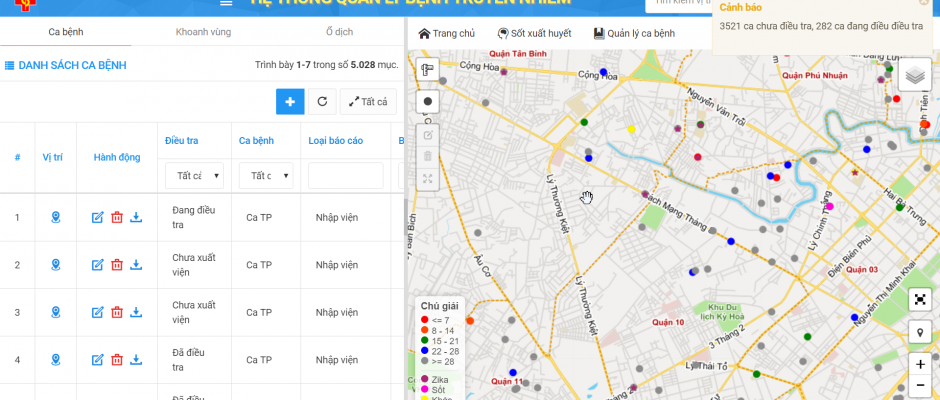 HỆ THỐNG QUẢN LÝ BỆNH TRUYỀN NHIỄM
Tìm kiếm vị tr
Cảnh báo
3521 ca chưa điều tra, 282 ca đang điều điều tra
Ca bệnh
Khoanh vùng
Ổ dịch
DANH SÁCH CA BỆNH
Trình bày 1-7 trong số 5.028 mục.
Tất cả
#
Vị trí
Hành động
Điều tra
Ca bệnh
Loại báo cáo
B
Tất cả
Tất c
1
Đang điều tra
Ca TP
Nhập viện
2
Chưa xuất viện
Ca TP
Nhập viện
3
Chưa xuất viện
Ca TP
Nhập viện
4
Đã điều tra
Ca TP
Nhập viện
Đã điều
Trang chủ
Sốt xuất huyết
Quản lý ca bệnh
Quận Tân Bình
Cộng Hòa
Cộng Hòa
Quận Phú Nhuận
Nguyễn Văn Trỗi
Lý Thường Kiệt
Cách Mạng Tháng
Lý Chính Thắng
Hai Bà Trưng
Điện Biên Phủ
Quận 03
Nguyễn Thị Minh Khai
Âu Cơ
Lý Thường Kiệt
Khu Du
lịch Kỳ Hoà
Quận 10
3 Tháng 2
Lý Thái Tổ
Quận 11
Chú giải
<= 7
8 - 14
15 - 21
22 - 28
>= 28
Zika
Sốt
Khác
+
−